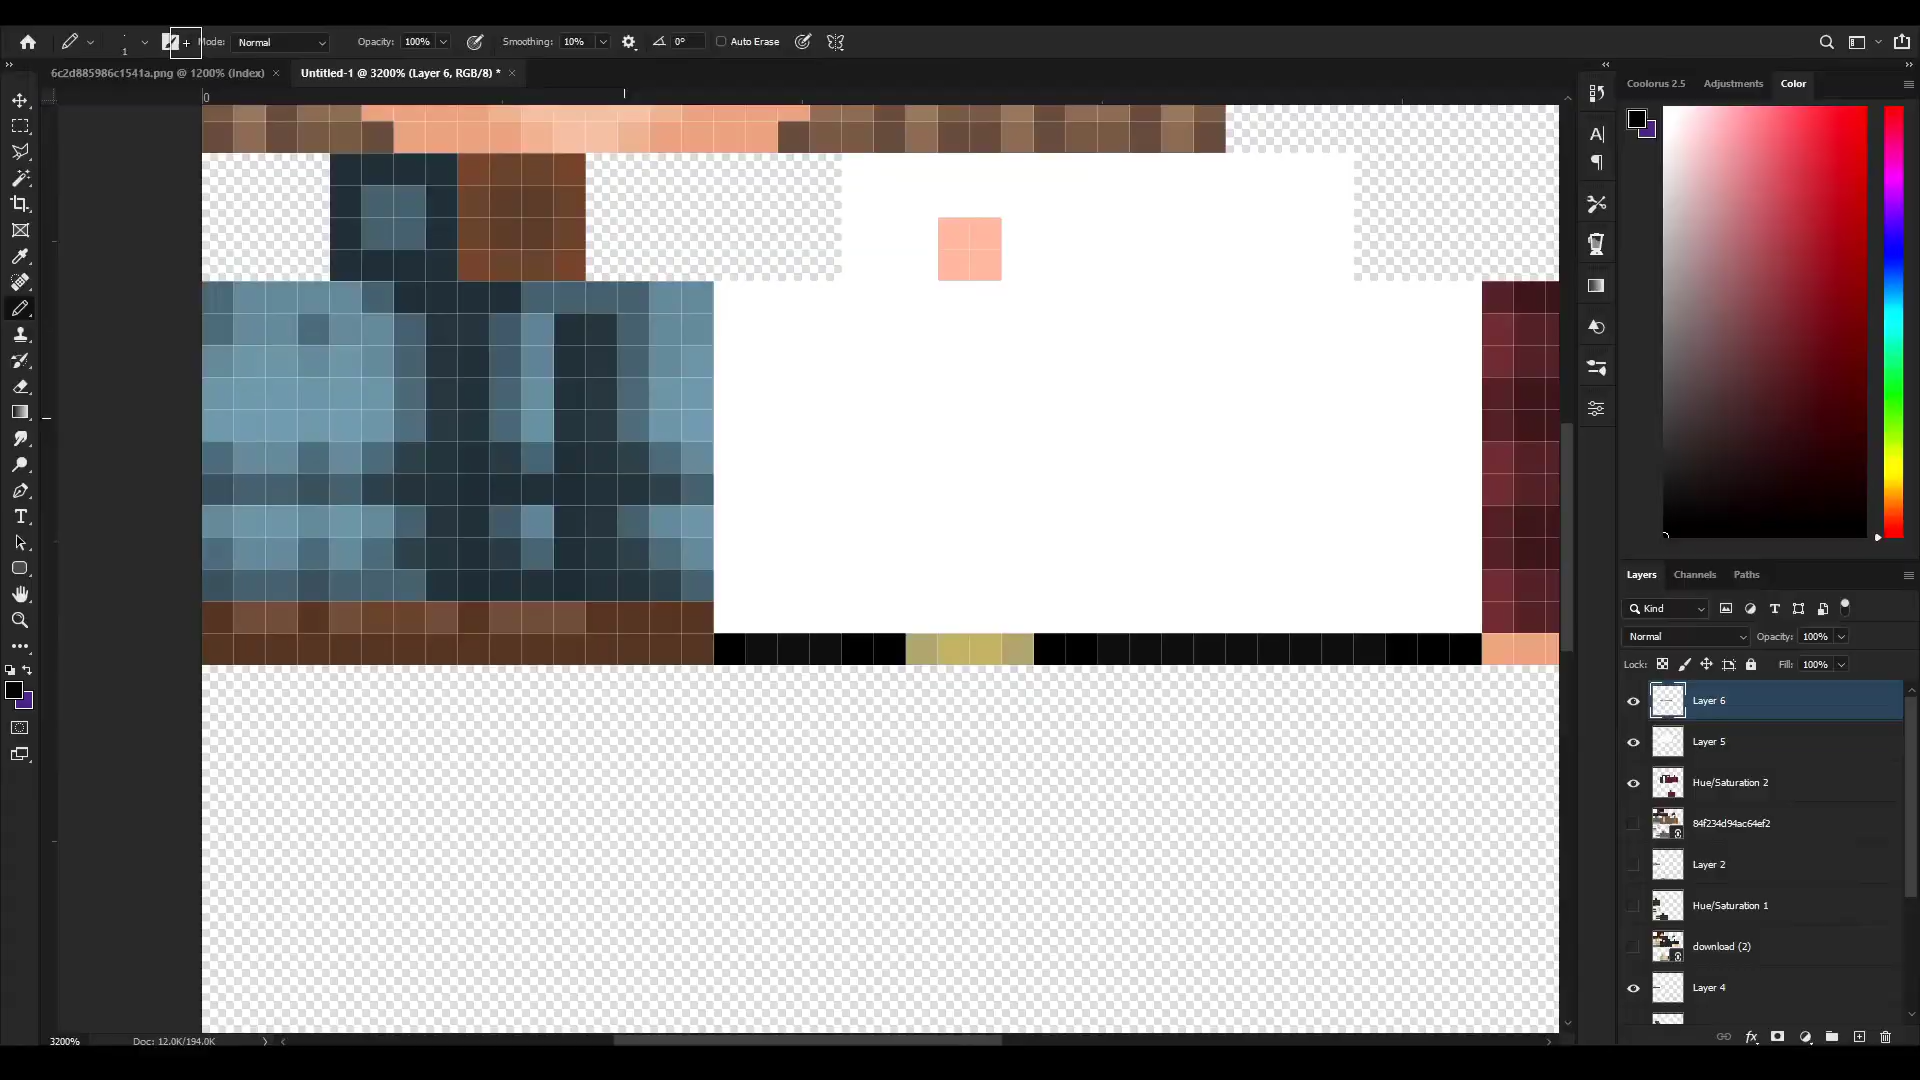 1
Mode:
Normal
Opacity:
100%
Smoothing:
10%
0°
Auto Erase
6c2d885986c1541a.png @ 1200% (Index)
Untitled-1 @ 3200% (Layer 6, RGB/8) *
Coolorus 2.5
Adjustments
Color
0
Layers
Channels
Paths
Kind
Normal
Opacity:
100%
Lock:
Fill:
100%
Layer 6
Layer 5
Hue/Saturation 2
84f234d94ac64ef2
Layer 2
Hue/Saturation 1
download (2)
Layer 4
3200%
Doc: 12.0K/194.0K